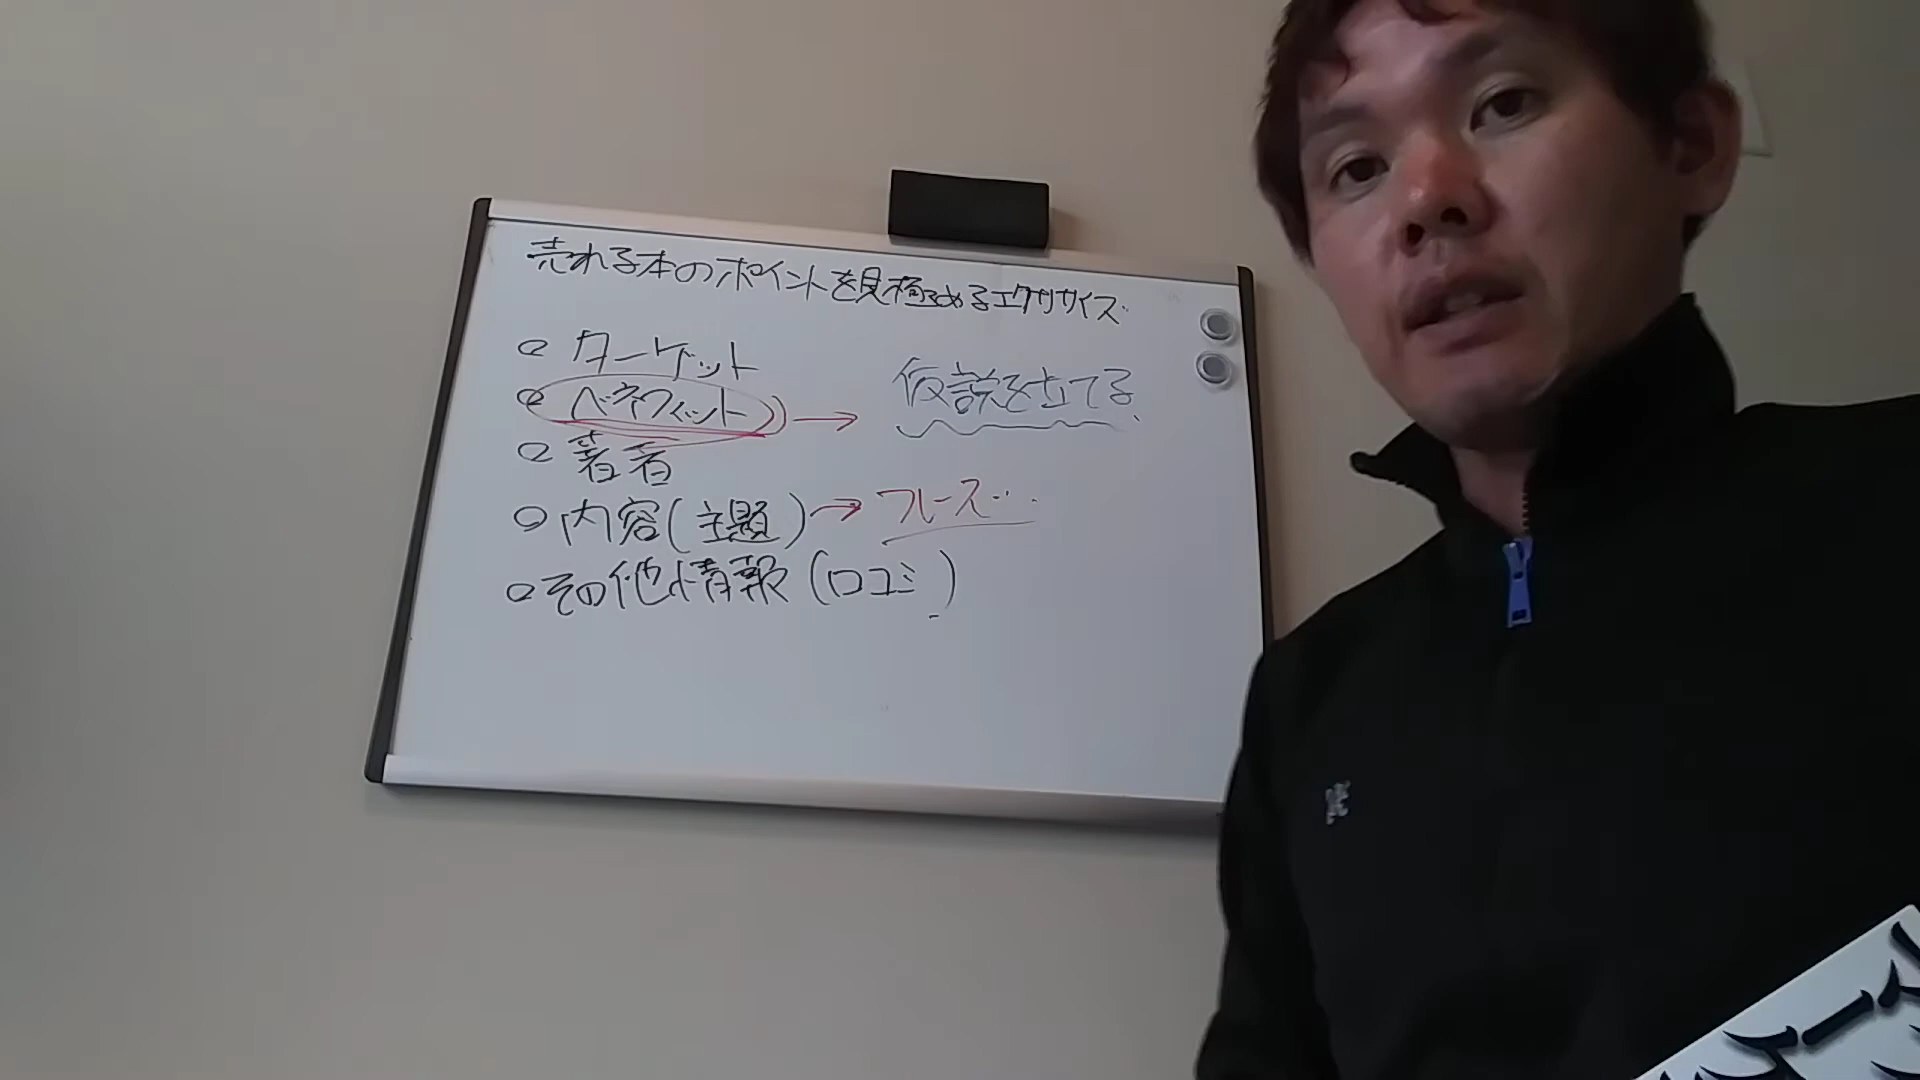 売れる本のポイントを見極めるエクササイズ
○ ターゲット
○ ベネフィット → 仮説を立てる
○ 著者
○ 内容(主題) → フレーズ…
○ その他情報(口コミ)